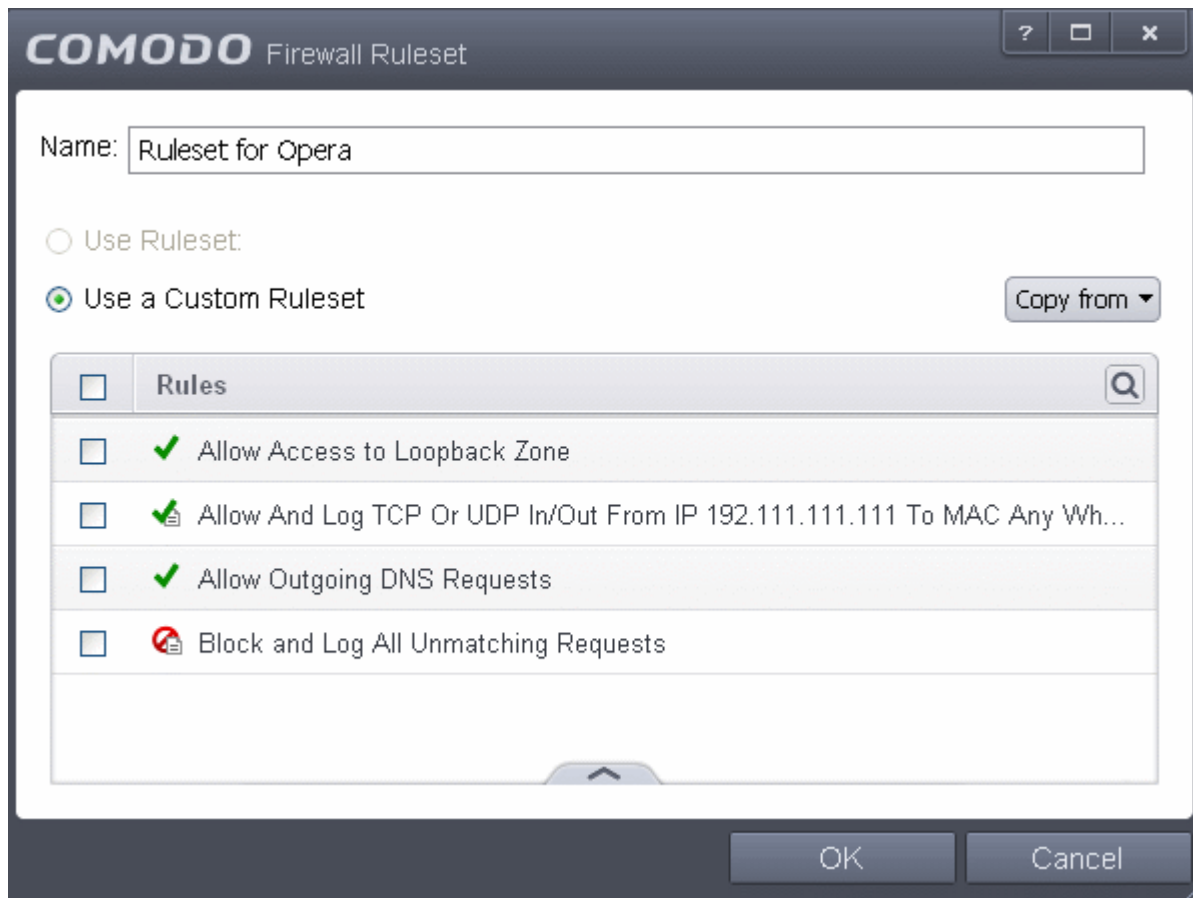 COMODO Firewall Ruleset
?
Name: Ruleset for Opera
Use Ruleset:
Use a Custom Ruleset
Copy from
Rules
Allow Access to Loopback Zone
Allow And Log TCP Or UDP In/Out From IP 192.111.111.111 To MAC Any Wh...
Allow Outgoing DNS Requests
Block and Log All Unmatching Requests
OK
Cancel